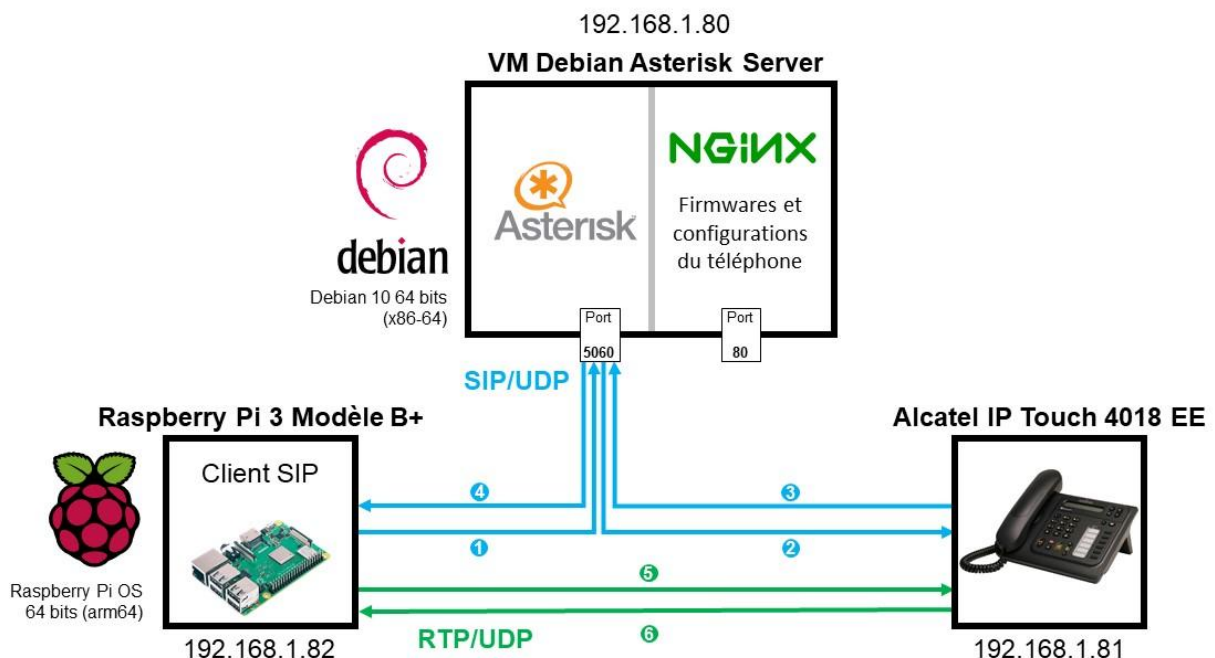 192.168.1.80
VM Debian Asterisk Server
debian
Debian 10 64 bits
(x86-64)
Asterisk
NGiNX
Firmwares et
configurations
du téléphone
Port
5060
Port
80
SIP/UDP
Raspberry Pi 3 Modèle B+
Client SIP
Raspberry Pi OS
64 bits (arm64)
192.168.1.82
Alcatel IP Touch 4018 EE
192.168.1.81
4
3
1
2
5
RTP/UDP
6